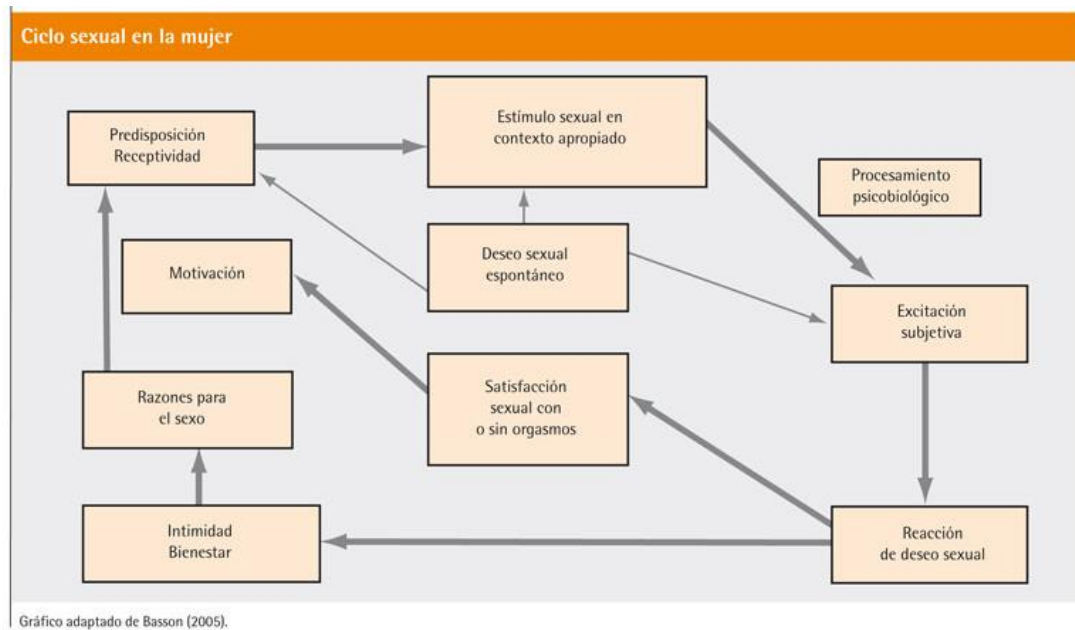 Ciclo sexual en la mujer
Estímulo sexual en
contexto apropiado
Predisposición
Receptividad
Procesamiento
psicobiológico
Deseo sexual
espontáneo
Motivación
Excitación
subjetiva
Satisfacción
sexual con
o sin orgasmos
Razones para
el sexo
Intimidad
Bienestar
Reacción
de deseo sexual
Gráfico adaptado de Basson (2005).